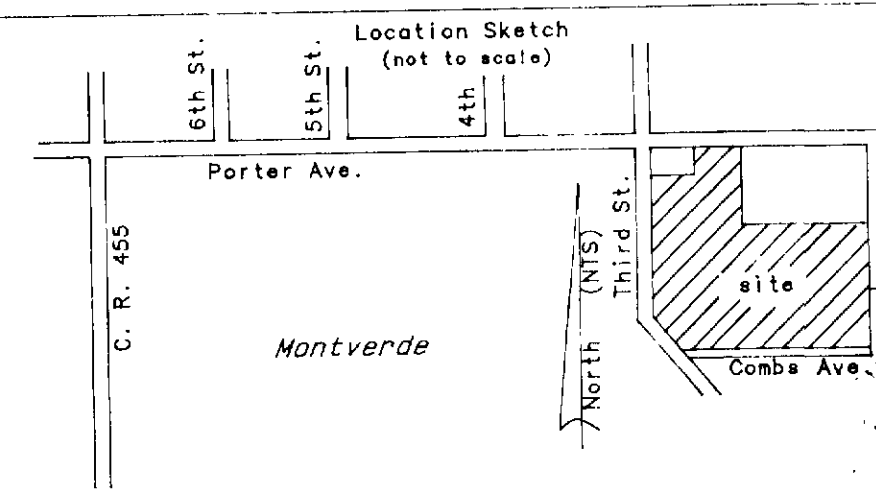 Location Sketch
(not to scale)
6th St.
5th St.
4th
Porter Ave.
Third St.
(NTS)
North
C. R. 455
Montverde
site
Combs Ave.